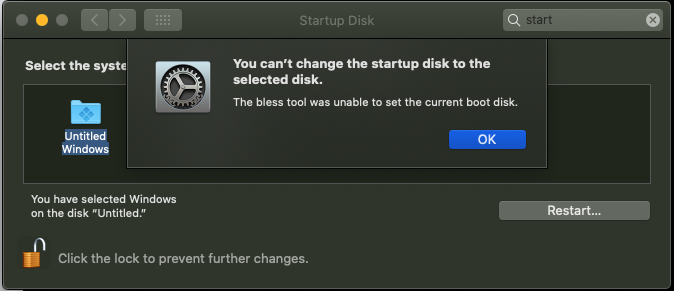 Startup Disk
start
Select the syste
You can't change the startup disk to the
selected disk.
The bless tool was unable to set the current boot disk.
OK
Untitled
Windows
You have selected Windows
on the disk “Untitled.”
Restart...
Click the lock to prevent further changes.